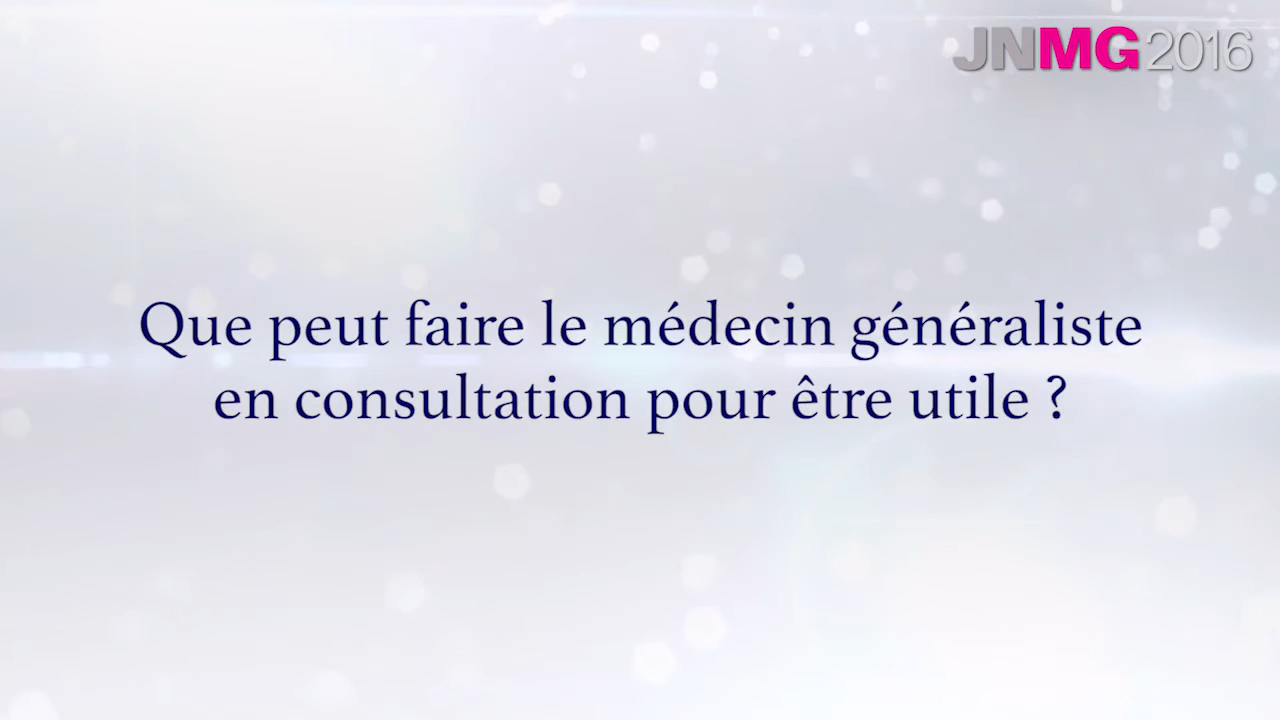 JNMG2016
Que peut faire le médecin généraliste
en consultation pour être utile ?